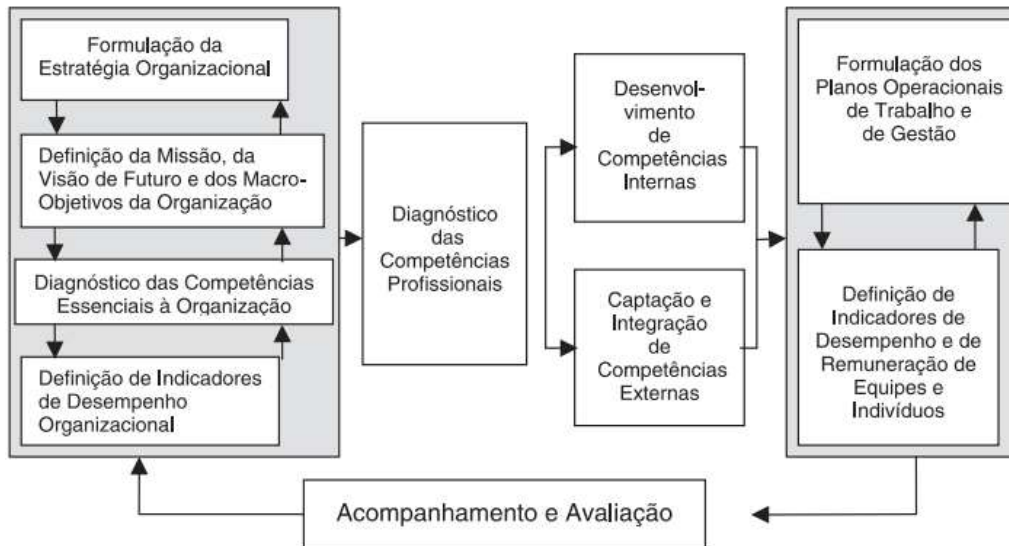 Formulação da
Estratégia Organizacional
Definição da Missão, da
Visão de Futuro e dos Macro-
Objetivos da Organização
Diagnóstico das Competências
Essenciais à Organização
Definição de Indicadores
de Desempenho
Organizacional
Diagnóstico
das
Competências
Profissionais
Desenvol-
vimento
de
Competências
Internas
Captação e
Integração
de
Competências
Externas
Formulação dos
Planos Operacionais
de Trabalho e
de Gestão
Definição de
Indicadores de
Desempenho e de
Remuneração de
Equipes e
Indivíduos
Acompanhamento e Avaliação